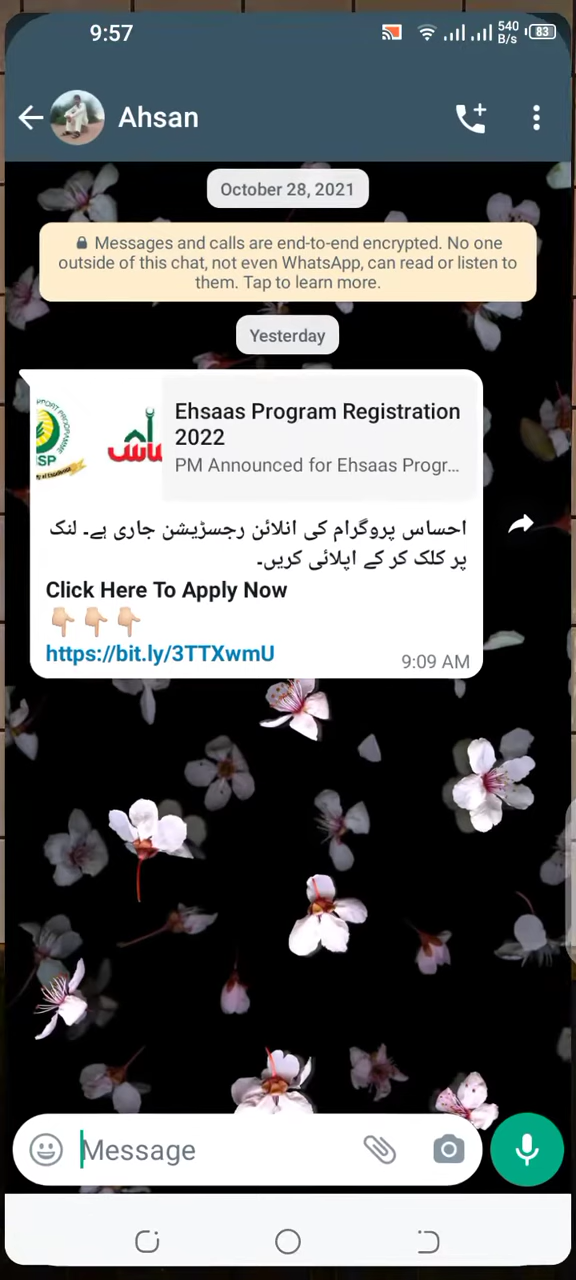 9:57
540
B/s
83
Ahsan
October 28, 2021
Messages and calls are end-to-end encrypted. No one
outside of this chat, not even WhatsApp, can read or listen to
them. Tap to learn more.
Yesterday
Ehsaas Program Registration
2022
PM Announced for Ehsaas Progr...
احساس پروگرام کی انلائن رجسڑیشن جاری ہے۔ لنک
پر کلک کر کے اپلائی کریں۔
Click Here To Apply Now
👇🏻👇🏻👇🏻
https://bit.ly/3TTXwmU
9:09 AM
Message